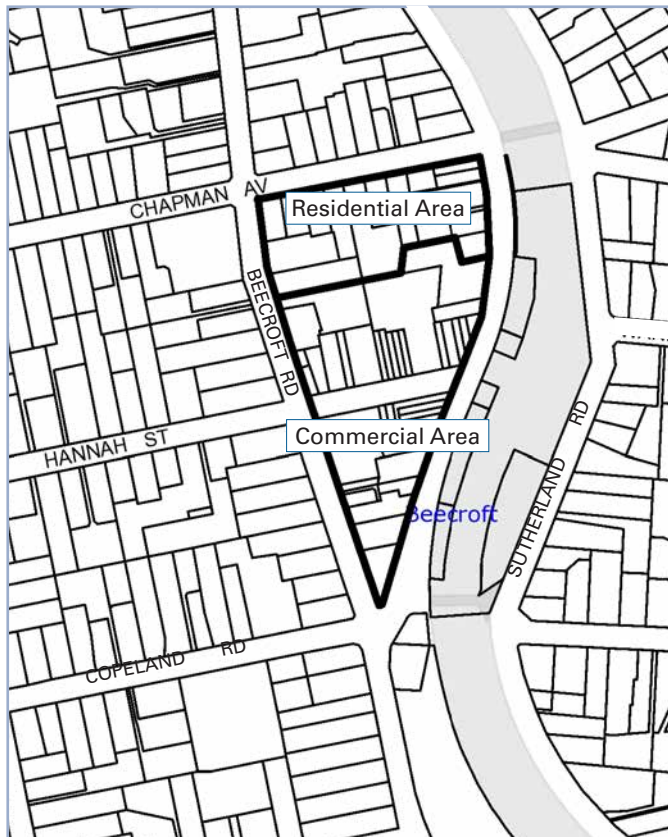 CHAPMAN AV
Residential Area
BEECROFT RD
HANNAH ST
Commercial Area
Beecroft
SUTHERLAND RD
COPELAND RD